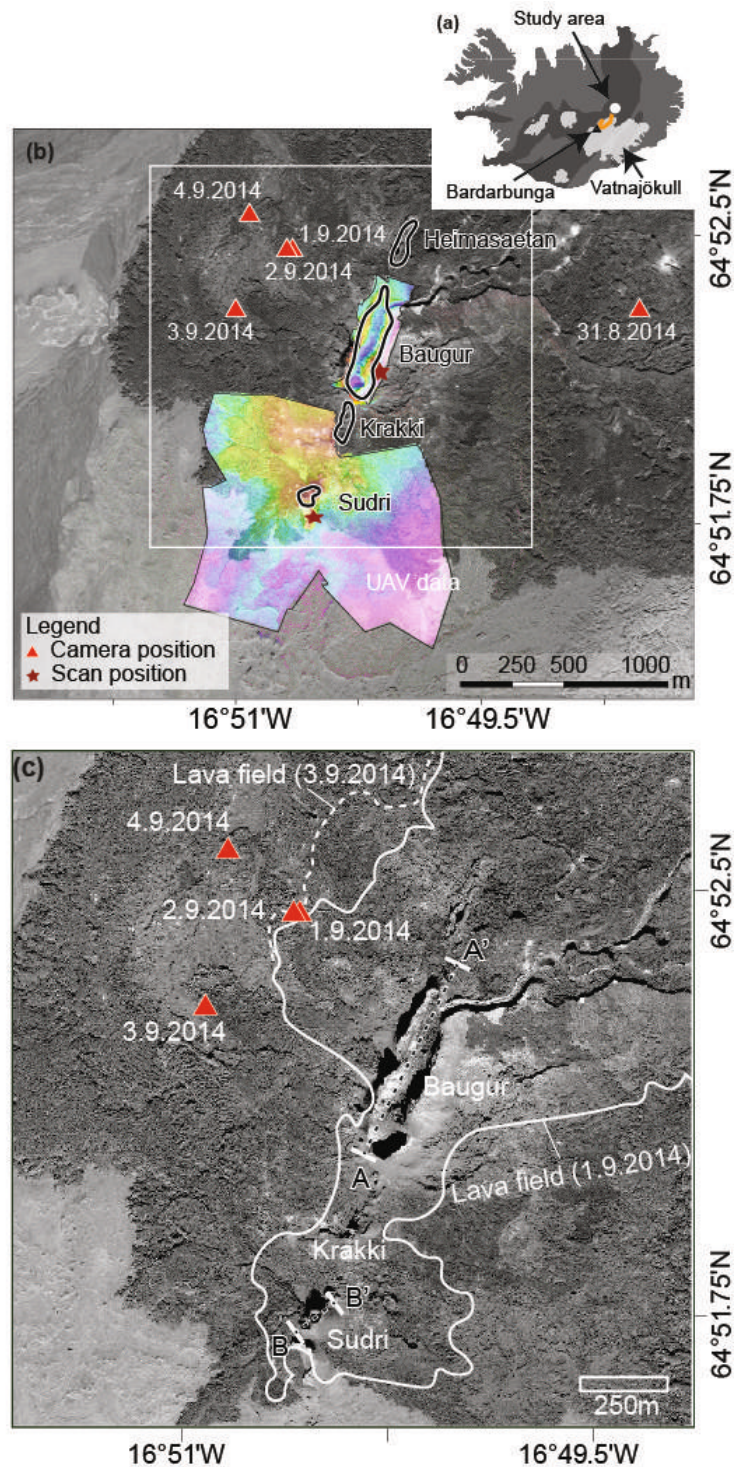 (a)
Study area
Bardarbunga
Vatnajökull
(b)
4.9.2014
1.9.2014
2.9.2014
3.9.2014
31.8.2014
Heimasaetan
Baugur
Krakki
Sudri
UAV data
64°52.5'N
64°51.75'N
Legend
Camera position
Scan position
0 250 500 1000
m
16°51'W
16°49.5'W
(c)
Lava field (3.9.2014)
4.9.2014
2.9.2014
1.9.2014
3.9.2014
A'
Baugur
A
Lava field (1.9.2014)
Krakki
B'
B
Sudri
250m
64°52.5'N
64°51.75'N
16°51'W
16°49.5'W